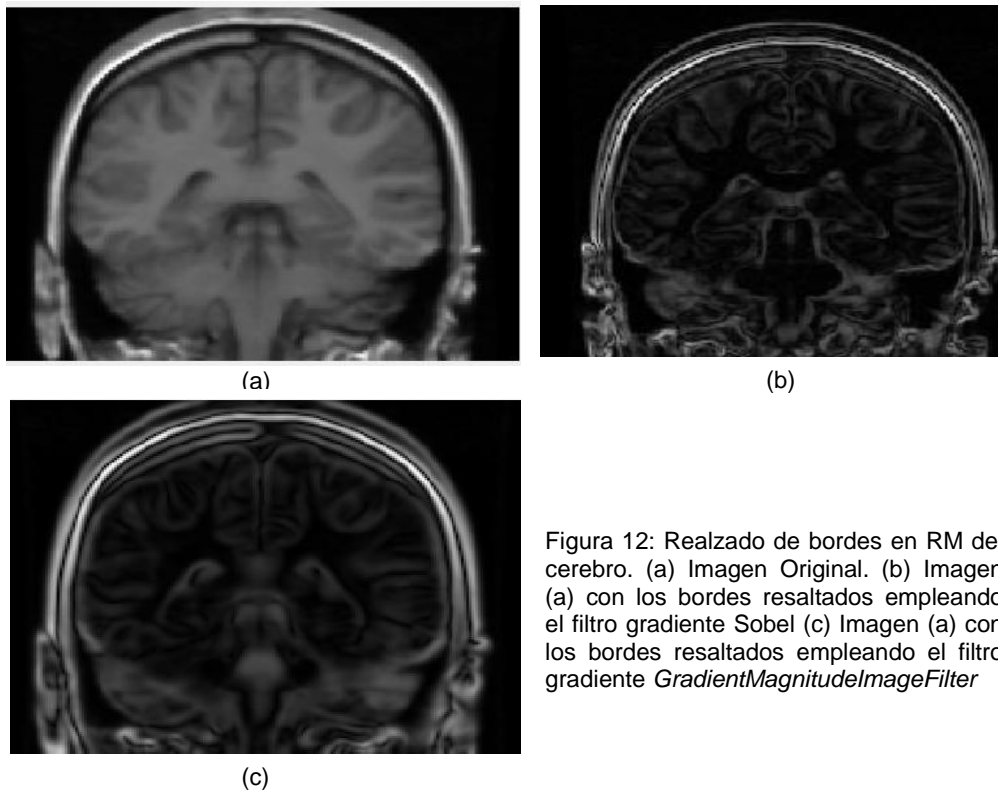 (a)
(b)
(c)
Figura 12: Realzado de bordes en RM de
cerebro. (a) Imagen Original. (b) Imagen
(a) con los bordes resaltados empleando
el filtro gradiente Sobel (c) Imagen (a) con
los bordes resaltados empleando el filtro
gradiente GradientMagnitudeImageFilter